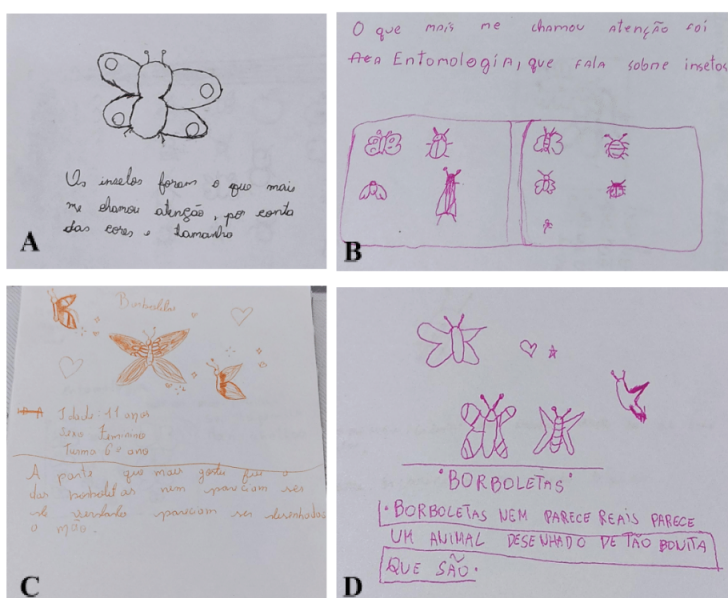 Os insetos foram o que mais
me chamou atenção, por conta
das cores e tamanho
A
O que mais me chamou atenção foi
a Entomologia, que fala sobre insetos
B
Borboletas
Idade: 11 anos
Sexo Feminino
Turma 6º ano
A parte que mais gostei foi o
das borboletas nem pareciam ser
de verdade pareciam ser desenhadas
a mão.
C
"BORBOLETAS"
• BORBOLETAS NEM PARECE REAIS PARECE
UM ANIMAL DESENHADO DE TÃO BONITA
QUE SÃO.
D